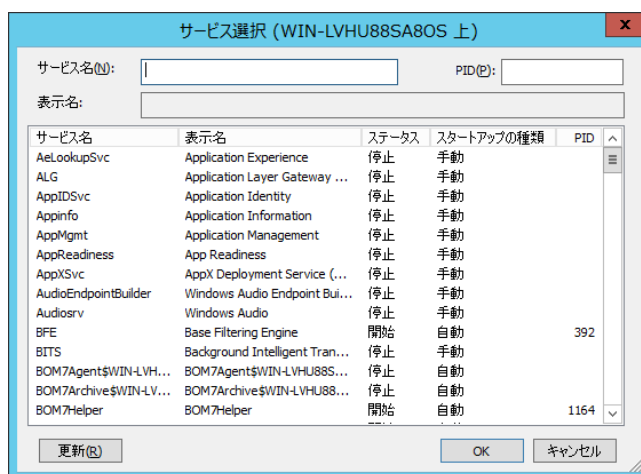 サービス選択 (WIN-LVHU88SA8OS 上)
x
サービス名(N):
PID(P):
表示名:
サービス名 表示名 ステータス スタートアップの種類 PID
AeLookupSvc Application Experience 停止 手動
ALG Application Layer Gateway ... 停止 手動
AppIDSvc Application Identity 停止 手動
Appinfo Application Information 停止 手動
AppMgmt Application Management 停止 手動
AppReadiness App Readiness 停止 手動
AppXSvc AppX Deployment Service (... 停止 手動
AudioEndpointBuilder Windows Audio Endpoint Bui... 停止 手動
Audiosrv Windows Audio 停止 手動
BFE Base Filtering Engine 開始 自動 392
BITS Background Intelligent Tran... 停止 手動
BOM7Agent$WIN-LVH... BOM7Agent$WIN-LVHU88S... 停止 自動
BOM7Archive$WIN-LV... BOM7Archive$WIN-LVHU88... 停止 自動
BOM7Helper BOM7Helper 開始 自動 1164
更新(R)
OK
キャンセル